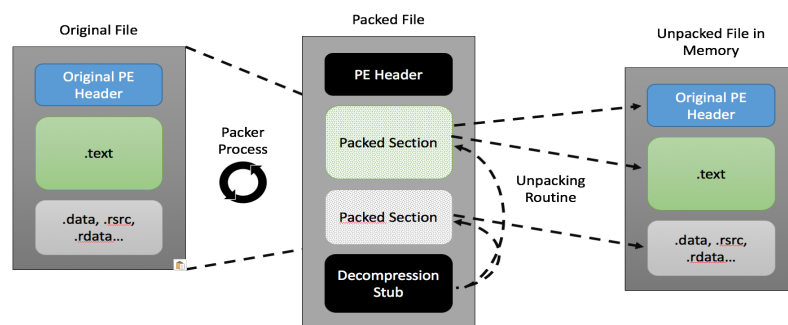 Original File
Original PE
Header
.text
.data, .rsrc,
.rdata...
Packer
Process
Packed File
PE Header
Packed Section
Packed Section
Decompression
Stub
Unpacking
Routine
Unpacked File in
Memory
Original PE
Header
.text
.data, .rsrc,
.rdata...